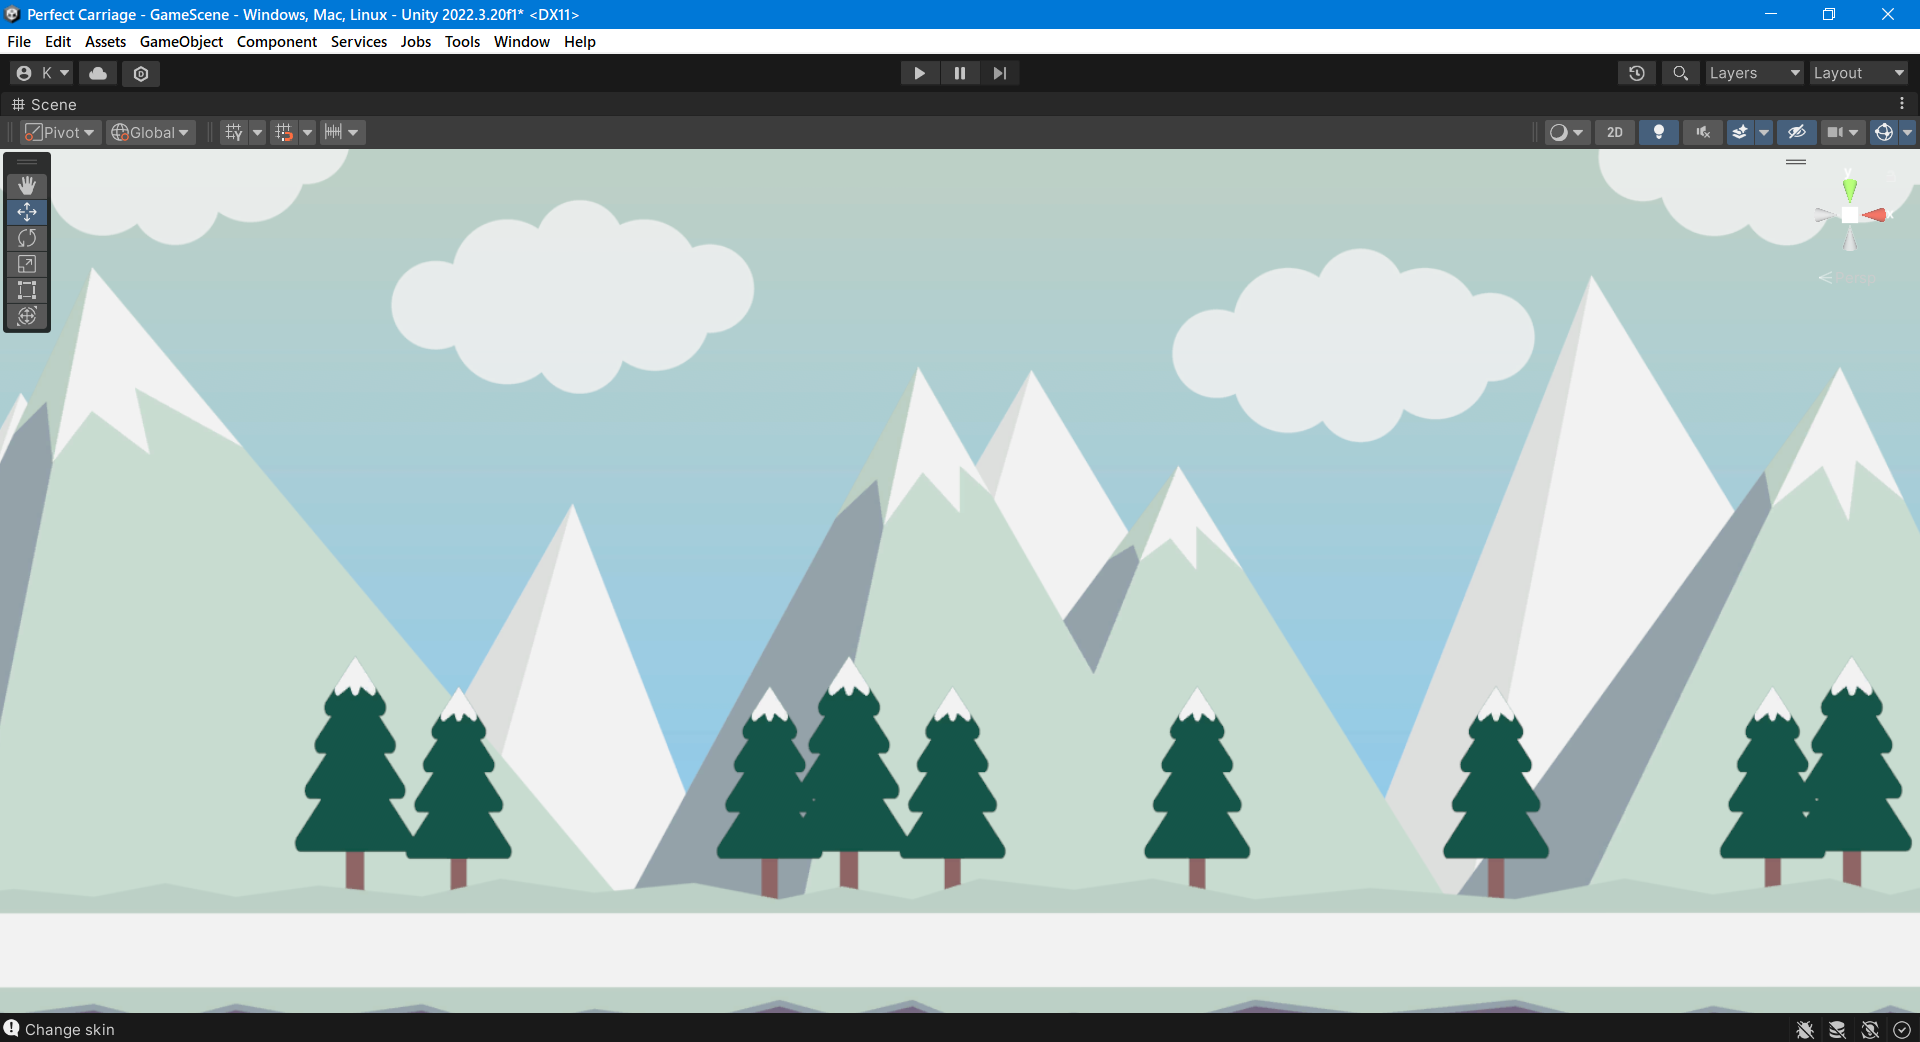 Perfect Carriage - GameScene - Windows, Mac, Linux - Unity 2022.3.20f1* <DX11>
File Edit Assets GameObject Component Services Jobs Tools Window Help
K Layers Layout
Scene
Pivot Global 2D
y
x
Change skin